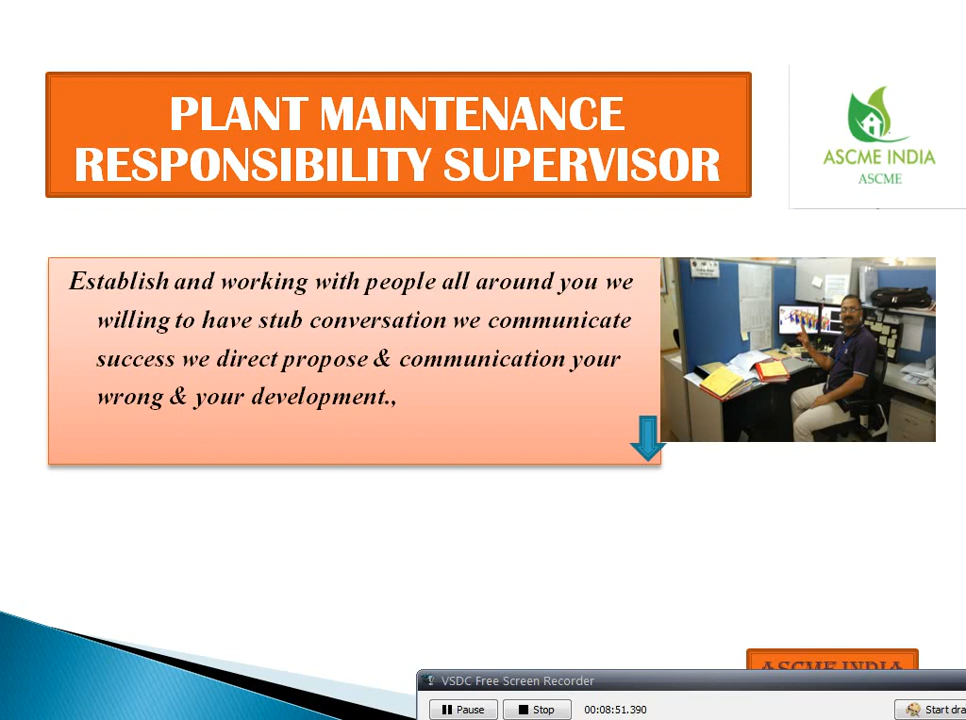 PLANT MAINTENANCE
RESPONSIBILITY SUPERVISOR
ASCME INDIA
ASCME
Establish and working with people all around you we
willing to have stub conversation we communicate
success we direct propose & communication your
wrong & your development.,
ASCME INDIA
VSDC Free Screen Recorder
Pause
Stop
00:08:51.390
Start dra